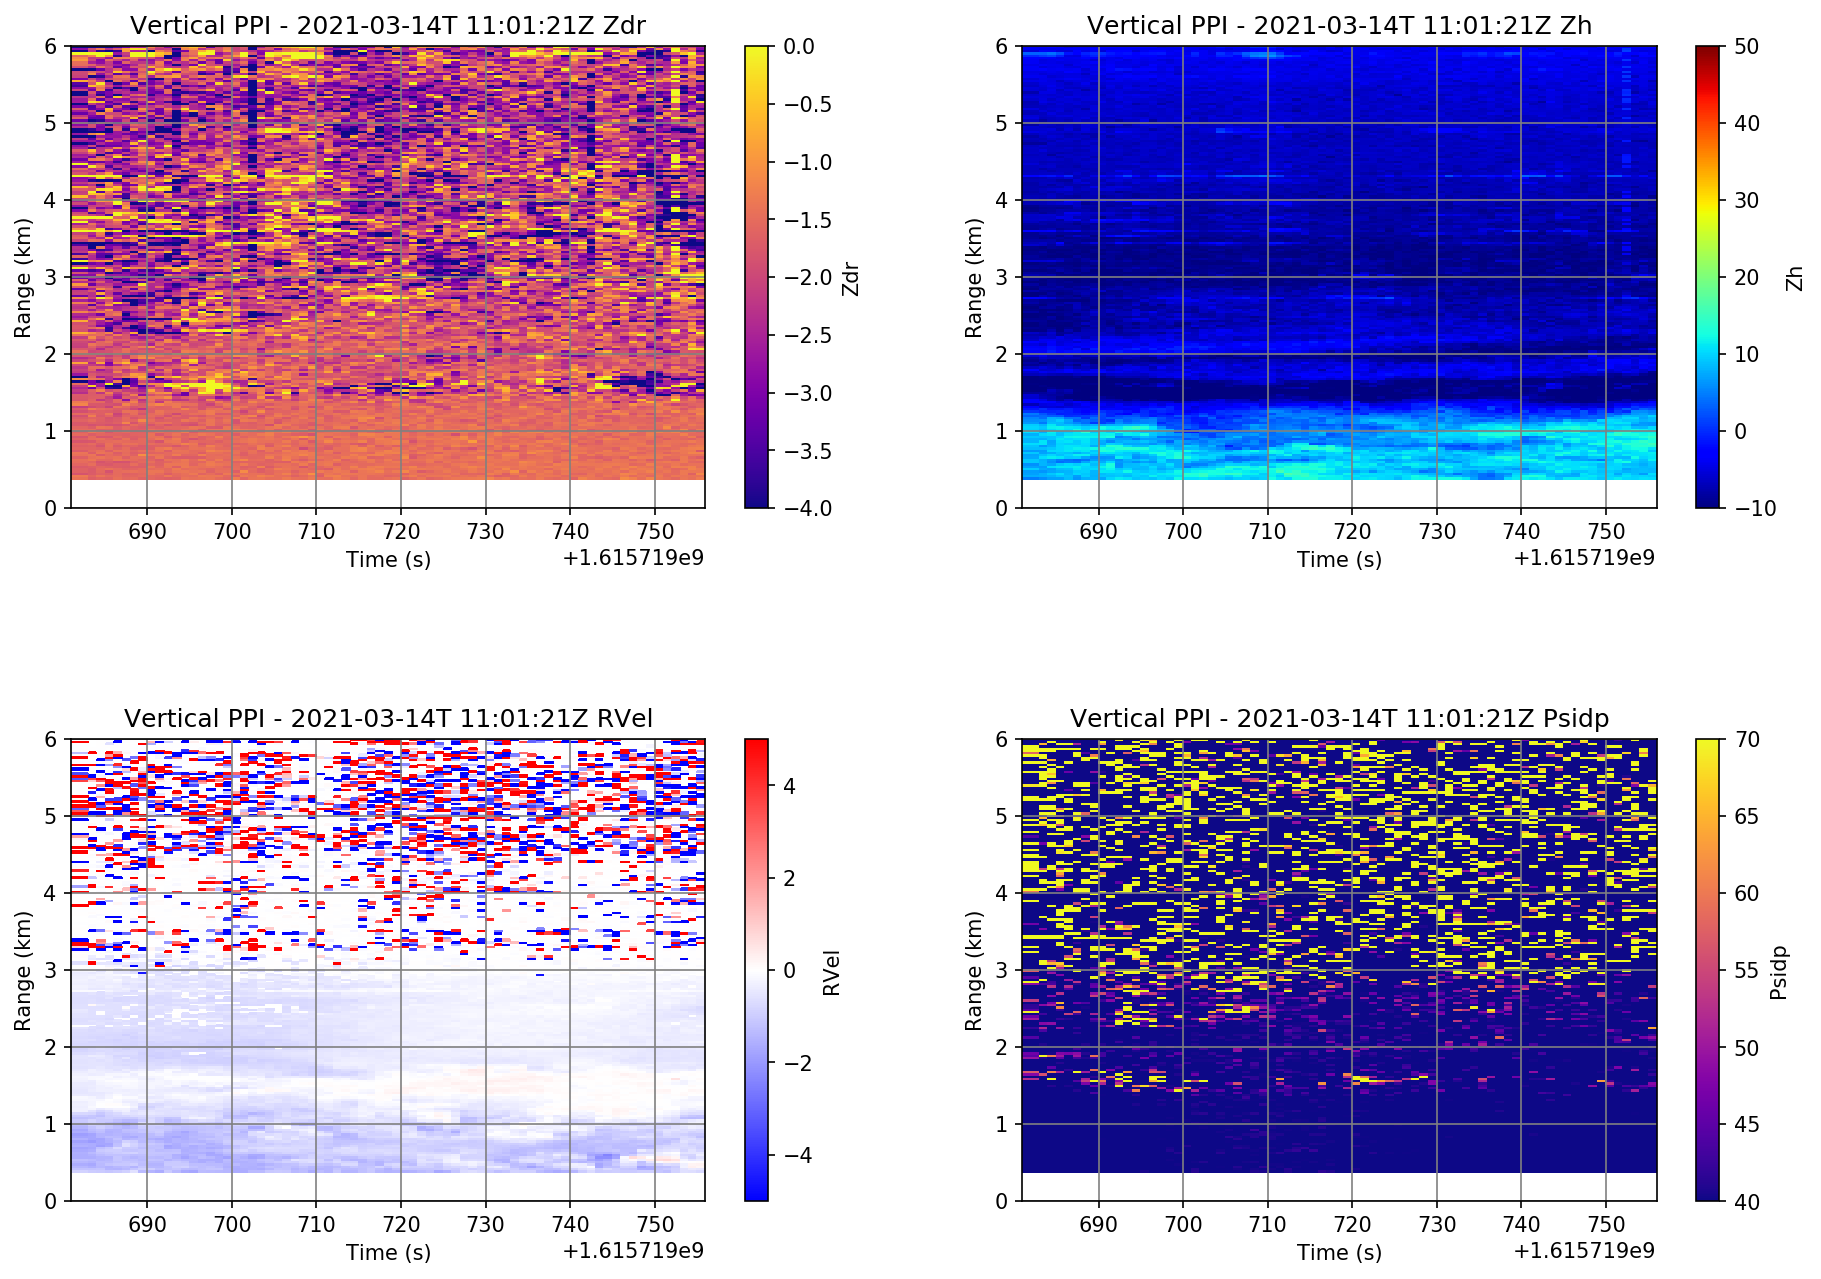 Vertical PPI - 2021-03-14T 11:01:21Z Zdr
6
5
4
3
2
1
0
Range (km)
690 700 710 720 730 740 750
Time (s)
+1.615719e9
0.0
−0.5
−1.0
−1.5
−2.0
−2.5
−3.0
−3.5
−4.0
Zdr
Vertical PPI - 2021-03-14T 11:01:21Z Zh
6
5
4
3
2
1
0
Range (km)
690 700 710 720 730 740 750
Time (s)
+1.615719e9
50
40
30
20
10
0
−10
Zh
Vertical PPI - 2021-03-14T 11:01:21Z RVel
6
5
4
3
2
1
0
Range (km)
690 700 710 720 730 740 750
Time (s)
+1.615719e9
4
2
0
−2
−4
RVel
Vertical PPI - 2021-03-14T 11:01:21Z Psidp
6
5
4
3
2
1
0
Range (km)
690 700 710 720 730 740 750
Time (s)
+1.615719e9
70
65
60
55
50
45
40
Psidp